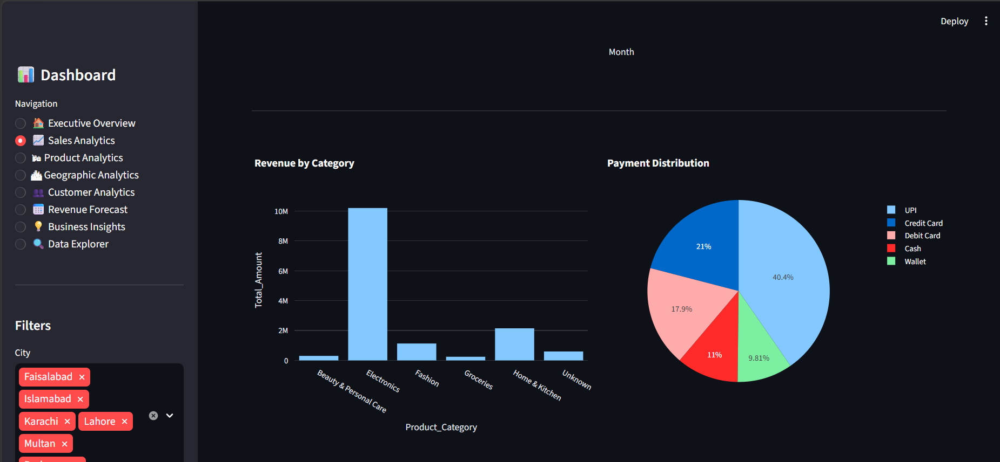 Deploy
Month
Dashboard
Navigation
Executive Overview
Sales Analytics
Product Analytics
Geographic Analytics
Customer Analytics
Revenue Forecast
Business Insights
Data Explorer
Filters
City
Faisalabad ×
Islamabad ×
Karachi × Lahore ×
Multan ×
Revenue by Category
10M
8M
6M
4M
2M
0
Total_Amount
Beauty & Personal Care
Electronics
Fashion
Groceries
Home & Kitchen
Unknown
Product_Category
Payment Distribution
21%
40.4%
17.9%
11%
9.81%
UPI
Credit Card
Debit Card
Cash
Wallet